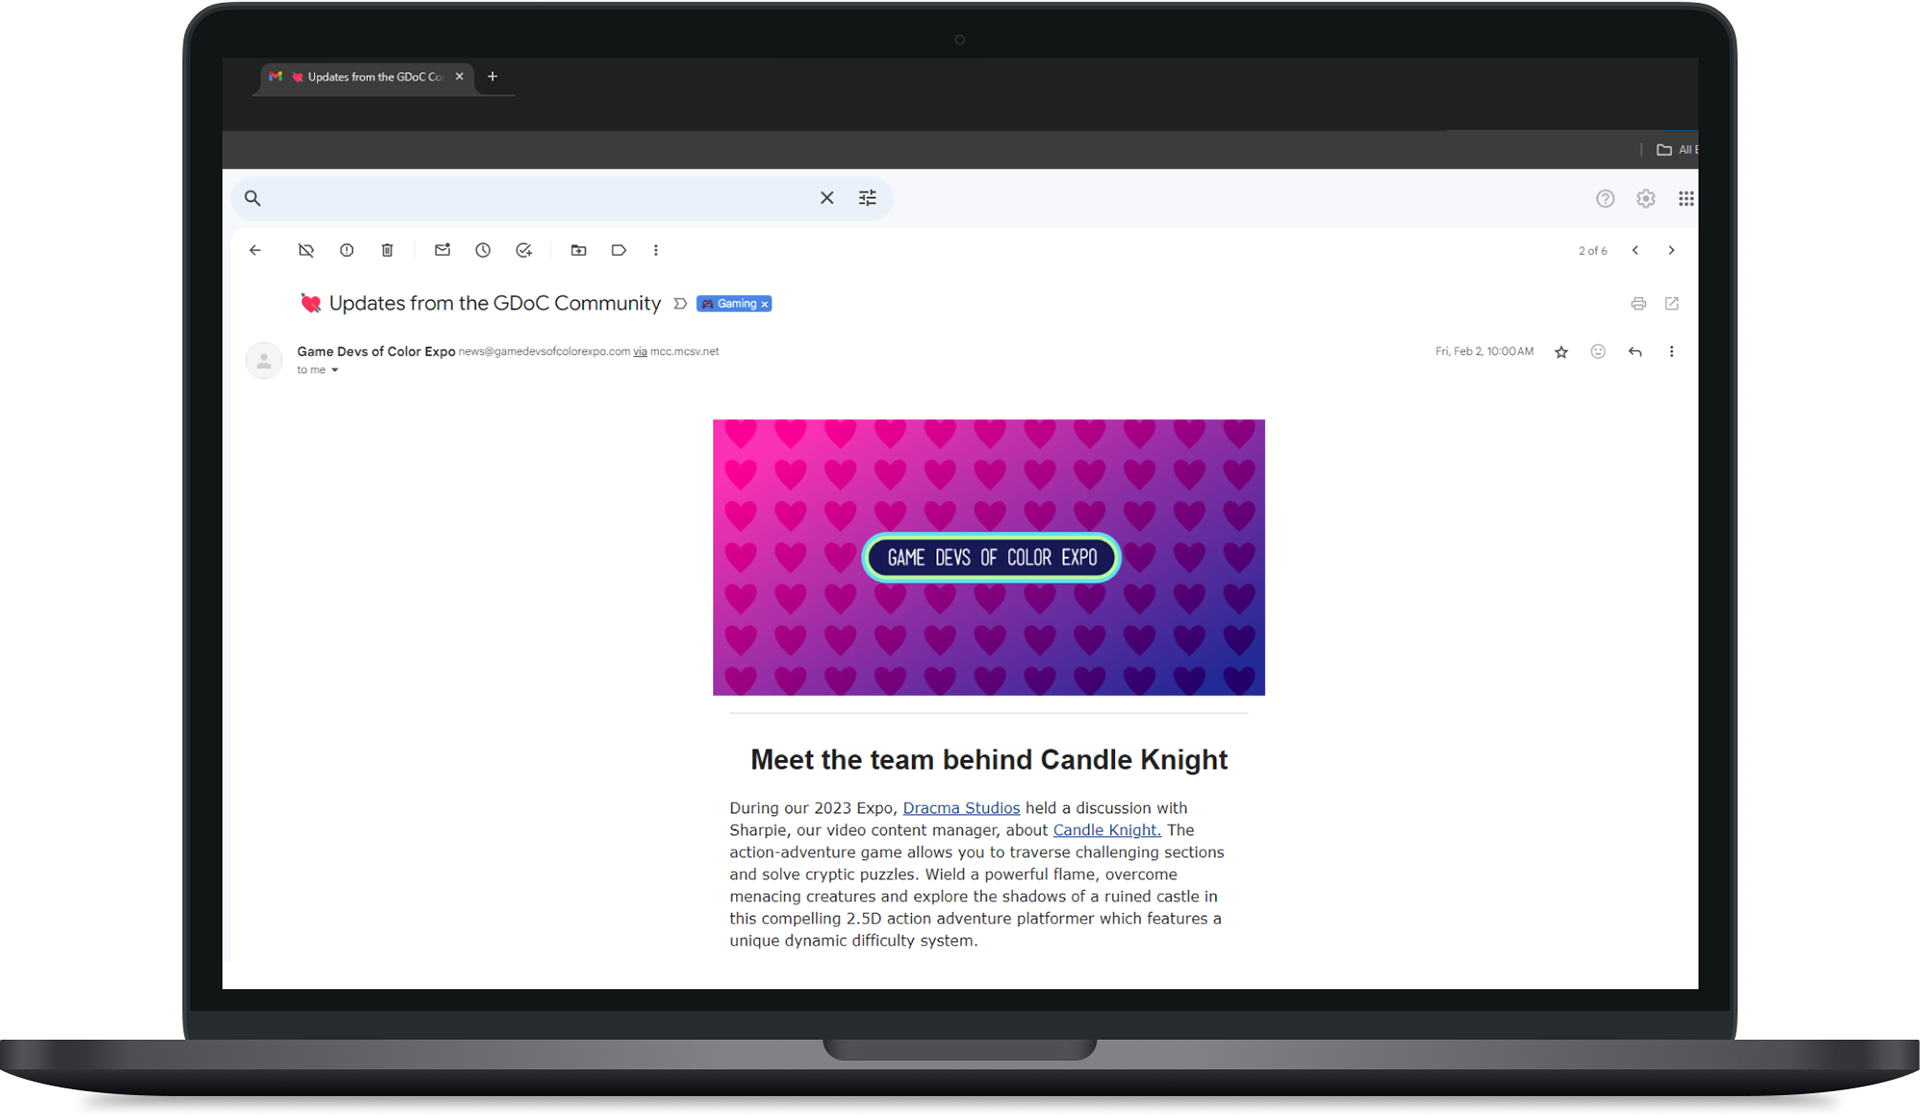 💘 Updates from the GDoC Co
All
2 of 6
💘 Updates from the GDoC Community Gaming x
Game Devs of Color Expo news@gamedevsofcolorexpo.com via mcc.mcsv.net
Fri, Feb 2, 10:00 AM
to me
GAME DEVS OF COLOR EXPO
Meet the team behind Candle Knight
During our 2023 Expo, Dracma Studios held a discussion with
Sharpie, our video content manager, about Candle Knight. The
action-adventure game allows you to traverse challenging sections
and solve cryptic puzzles. Wield a powerful flame, overcome
menacing creatures and explore the shadows of a ruined castle in
this compelling 2.5D action adventure platformer which features a
unique dynamic difficulty system.